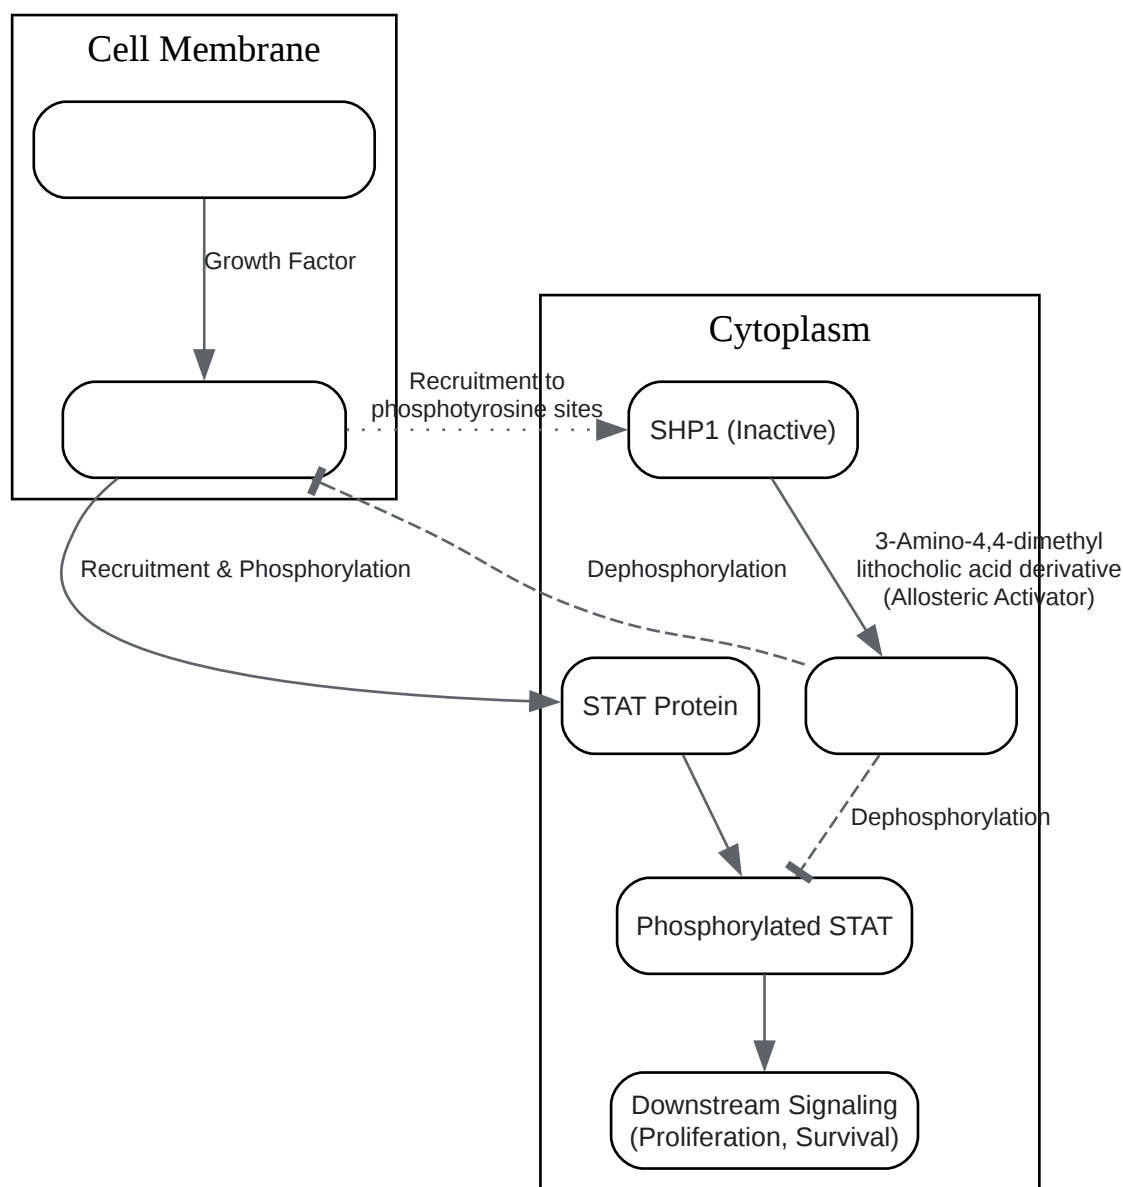 Cell Membrane
Growth Factor
Cytoplasm
Recruitment to
phosphotyrosine sites
SHP1 (Inactive)
3-Amino-4,4-dimethyl
lithocholic acid derivative
(Allosteric Activator)
Recruitment & Phosphorylation
Dephosphorylation
STAT Protein
Dephosphorylation
Phosphorylated STAT
Downstream Signaling
(Proliferation, Survival)